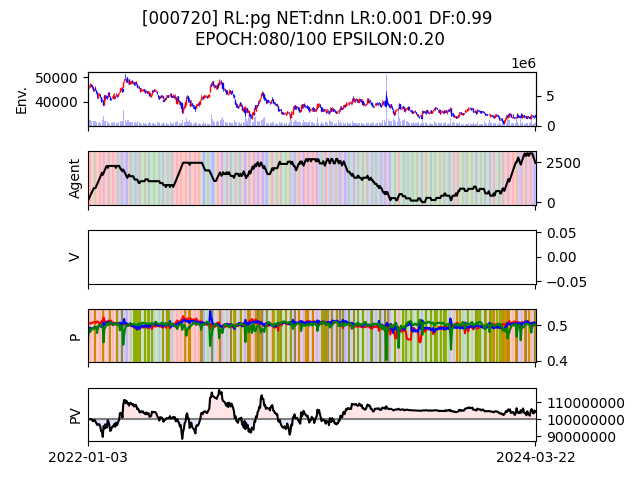 [000720] RL:pg NET:dnn LR:0.001 DF:0.99
EPOCH:080/100 EPSILON:0.20
1e6
Env.
50000
40000
5
0
Agent
2500
0
V
0.05
0.00
−0.05
P
0.5
0.4
PV
110000000
100000000
90000000
2022-01-03
2024-03-22